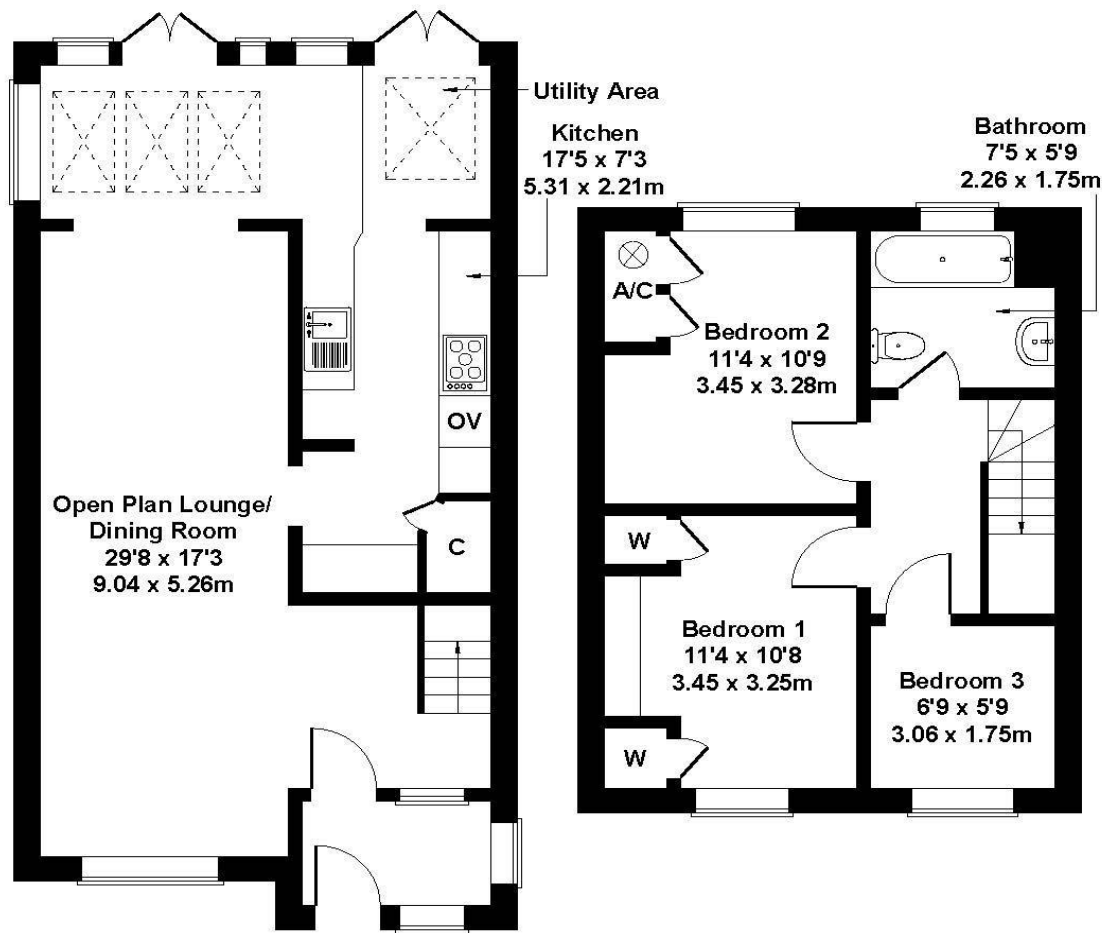 Utility Area
Kitchen
17'5 x 7'3
5.31 x 2.21m
Bathroom
7'5 x 5'9
2.26 x 1.75m
A/C
Bedroom 2
11'4 x 10'9
3.45 x 3.28m
OV
Open Plan Lounge/
Dining Room
29'8 x 17'3
9.04 x 5.26m
C
W
Bedroom 1
11'4 x 10'8
3.45 x 3.25m
W
Bedroom 3
6'9 x 5'9
3.06 x 1.75m